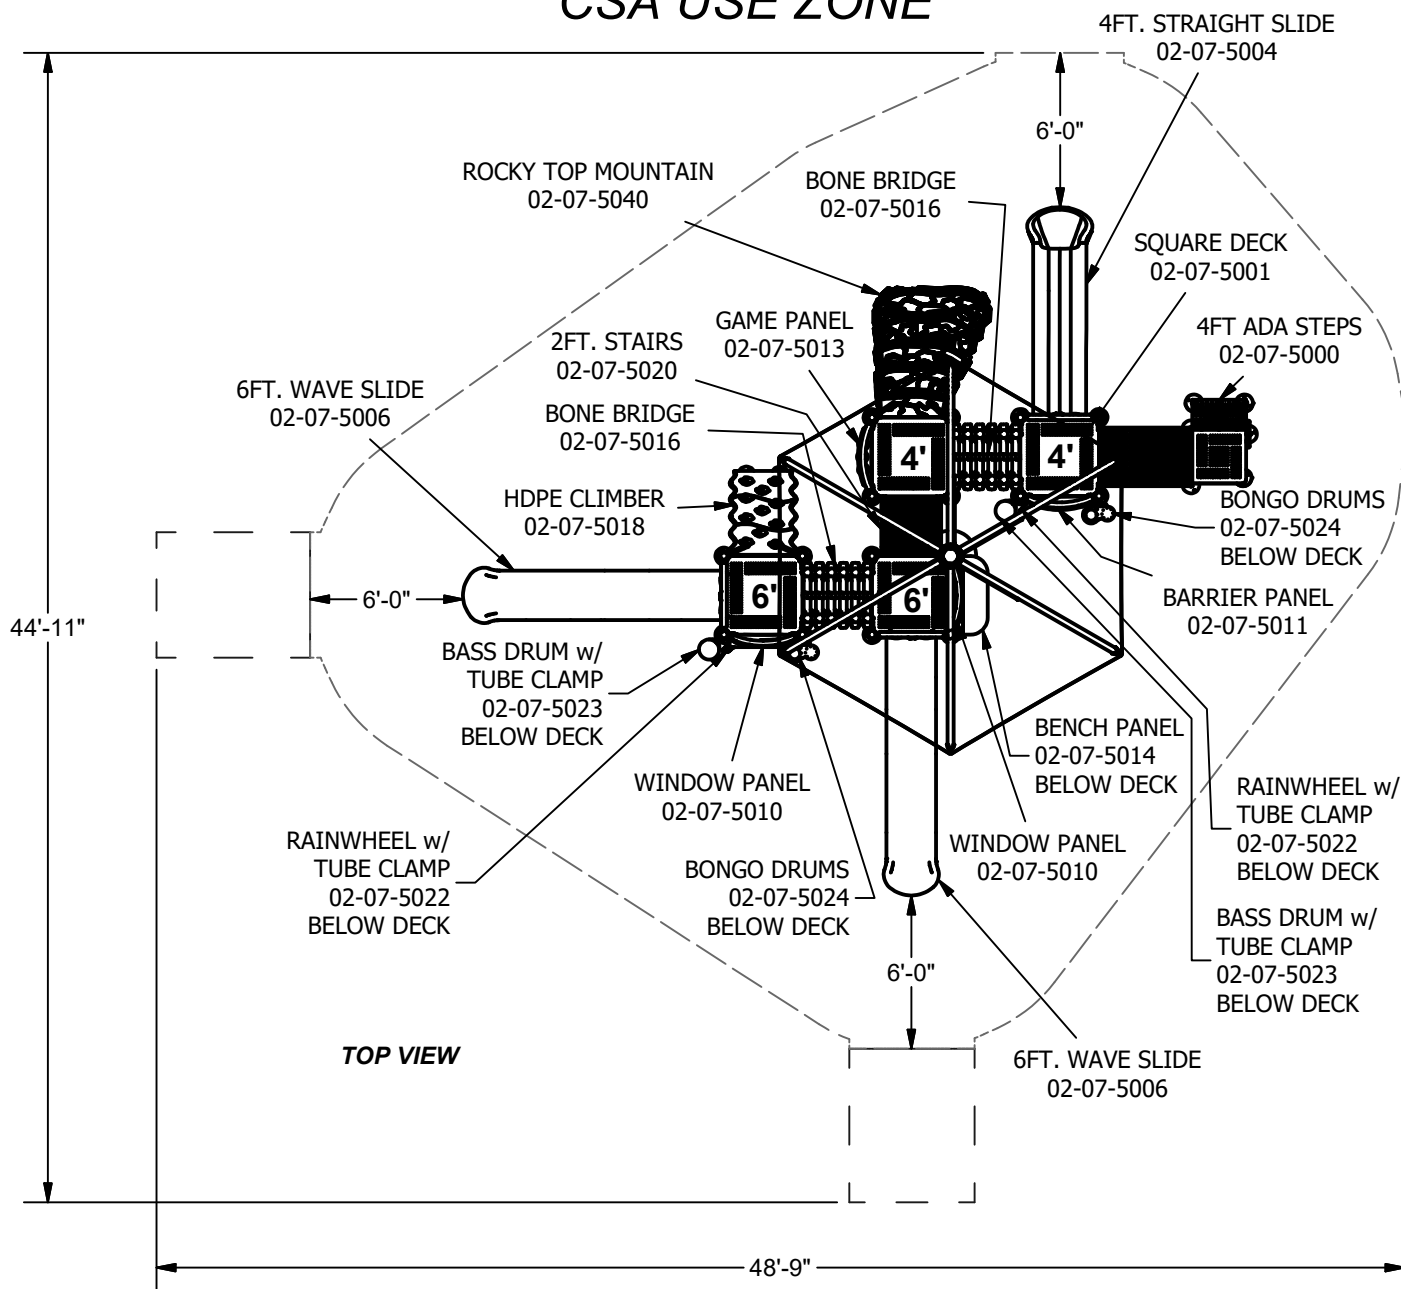 CSA USE ZONE
4FT. STRAIGHT SLIDE
02-07-5004
6'-0"
ROCKY TOP MOUNTAIN
02-07-5040
BONE BRIDGE
02-07-5016
SQUARE DECK
02-07-5001
GAME PANEL
02-07-5013
4FT ADA STEPS
02-07-5000
2FT. STAIRS
02-07-5020
6FT. WAVE SLIDE
02-07-5006
BONE BRIDGE
02-07-5016
4'
4'
HDPE CLIMBER
02-07-5018
BONGO DRUMS
02-07-5024
BELOW DECK
6'-0"
6'
6'
BARRIER PANEL
02-07-5011
44'-11"
BASS DRUM w/
TUBE CLAMP
02-07-5023
BELOW DECK
BENCH PANEL
02-07-5014
BELOW DECK
WINDOW PANEL
02-07-5010
RAINWHEEL w/
TUBE CLAMP
02-07-5022
BELOW DECK
RAINWHEEL w/
TUBE CLAMP
02-07-5022
BELOW DECK
BONGO DRUMS
02-07-5024
BELOW DECK
WINDOW PANEL
02-07-5010
BASS DRUM w/
TUBE CLAMP
02-07-5023
BELOW DECK
6'-0"
TOP VIEW
6FT. WAVE SLIDE
02-07-5006
48'-9"